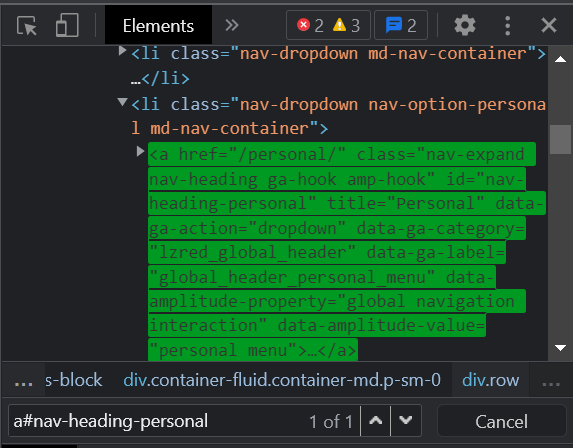 Elements » 2 3 2
▶<li class="nav-dropdown md-nav-container">
…</li>
▼<li class="nav-dropdown nav-option-persona
l md-nav-container">
▶<a href="/personal/" class="nav-expand
nav-heading ga-hook amp-hook" id="nav-
heading-personal" title="Personal" data-
ga-action="dropdown" data-ga-category=
"lzred_global_header" data-ga-label=
"global_header_personal_menu" data-
amplitude-property="global navigation
interaction" data-amplitude-value=
"personal menu">…</a>
… s-block div.container-fluid.container-md.p-sm-0 div.row …
a#nav-heading-personal 1 of 1 Cancel